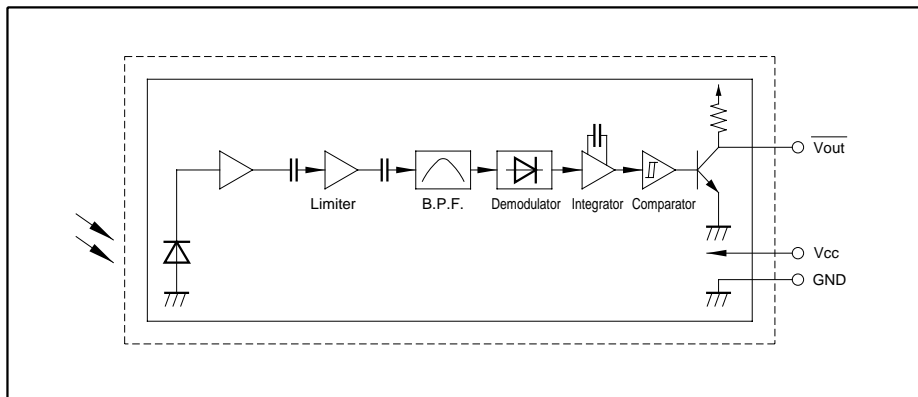 Vout
Limiter
B.P.F.
Demodulator
Integrator
Comparator
Vcc
GND